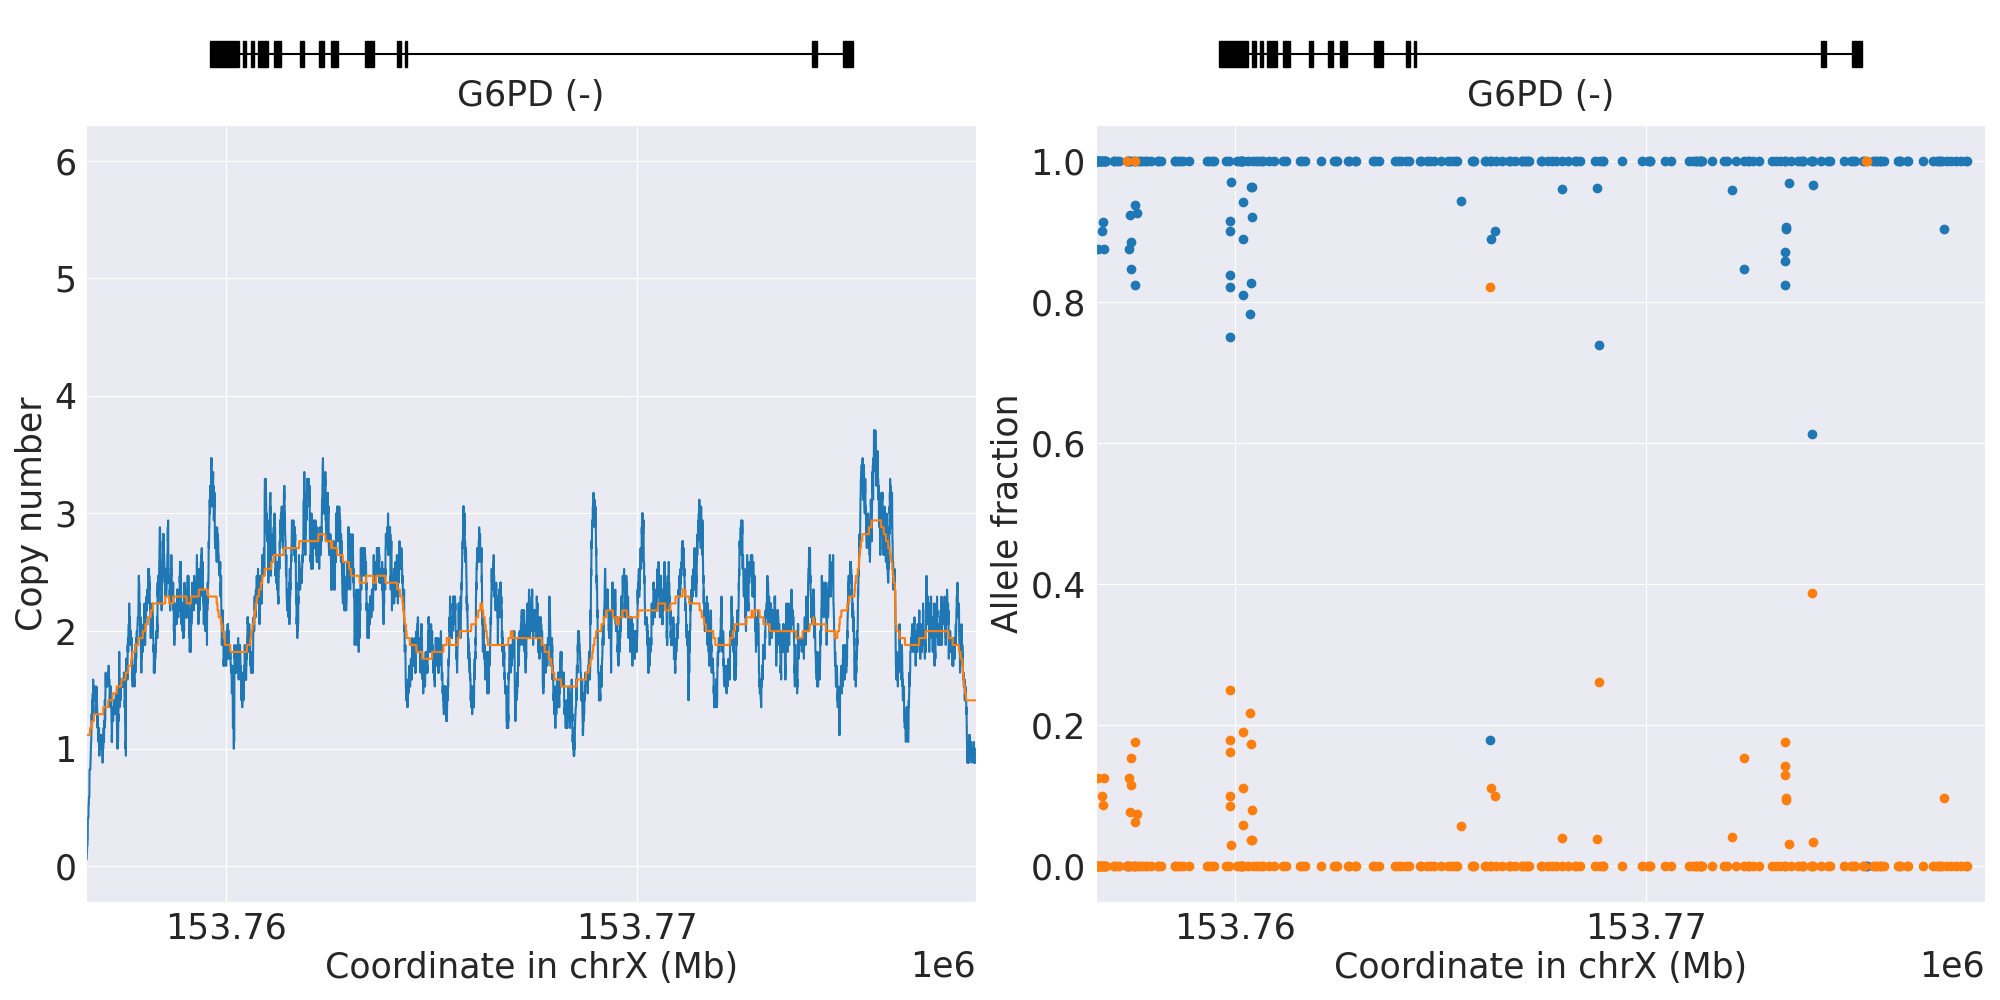 G6PD (-)
6
5
4
3
2
1
0
Copy number
153.76
153.77
Coordinate in chrX (Mb)
1e6
G6PD (-)
1.0
0.8
0.6
0.4
0.2
0.0
Allele fraction
153.76
153.77
Coordinate in chrX (Mb)
1e6